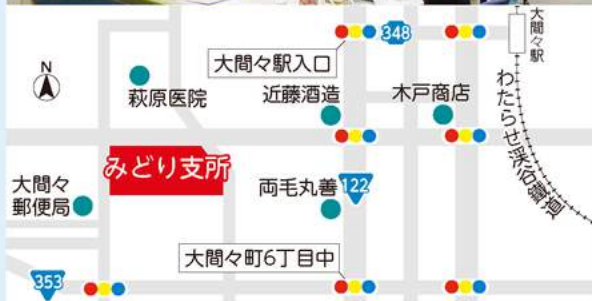 348
大間々駅
大間々駅入口
N
萩原医院
近藤酒造
木戸商店
わたらせ渓谷鐵道
みどり支所
大間々
郵便局
両毛丸善
122
大間々町6丁目中
353